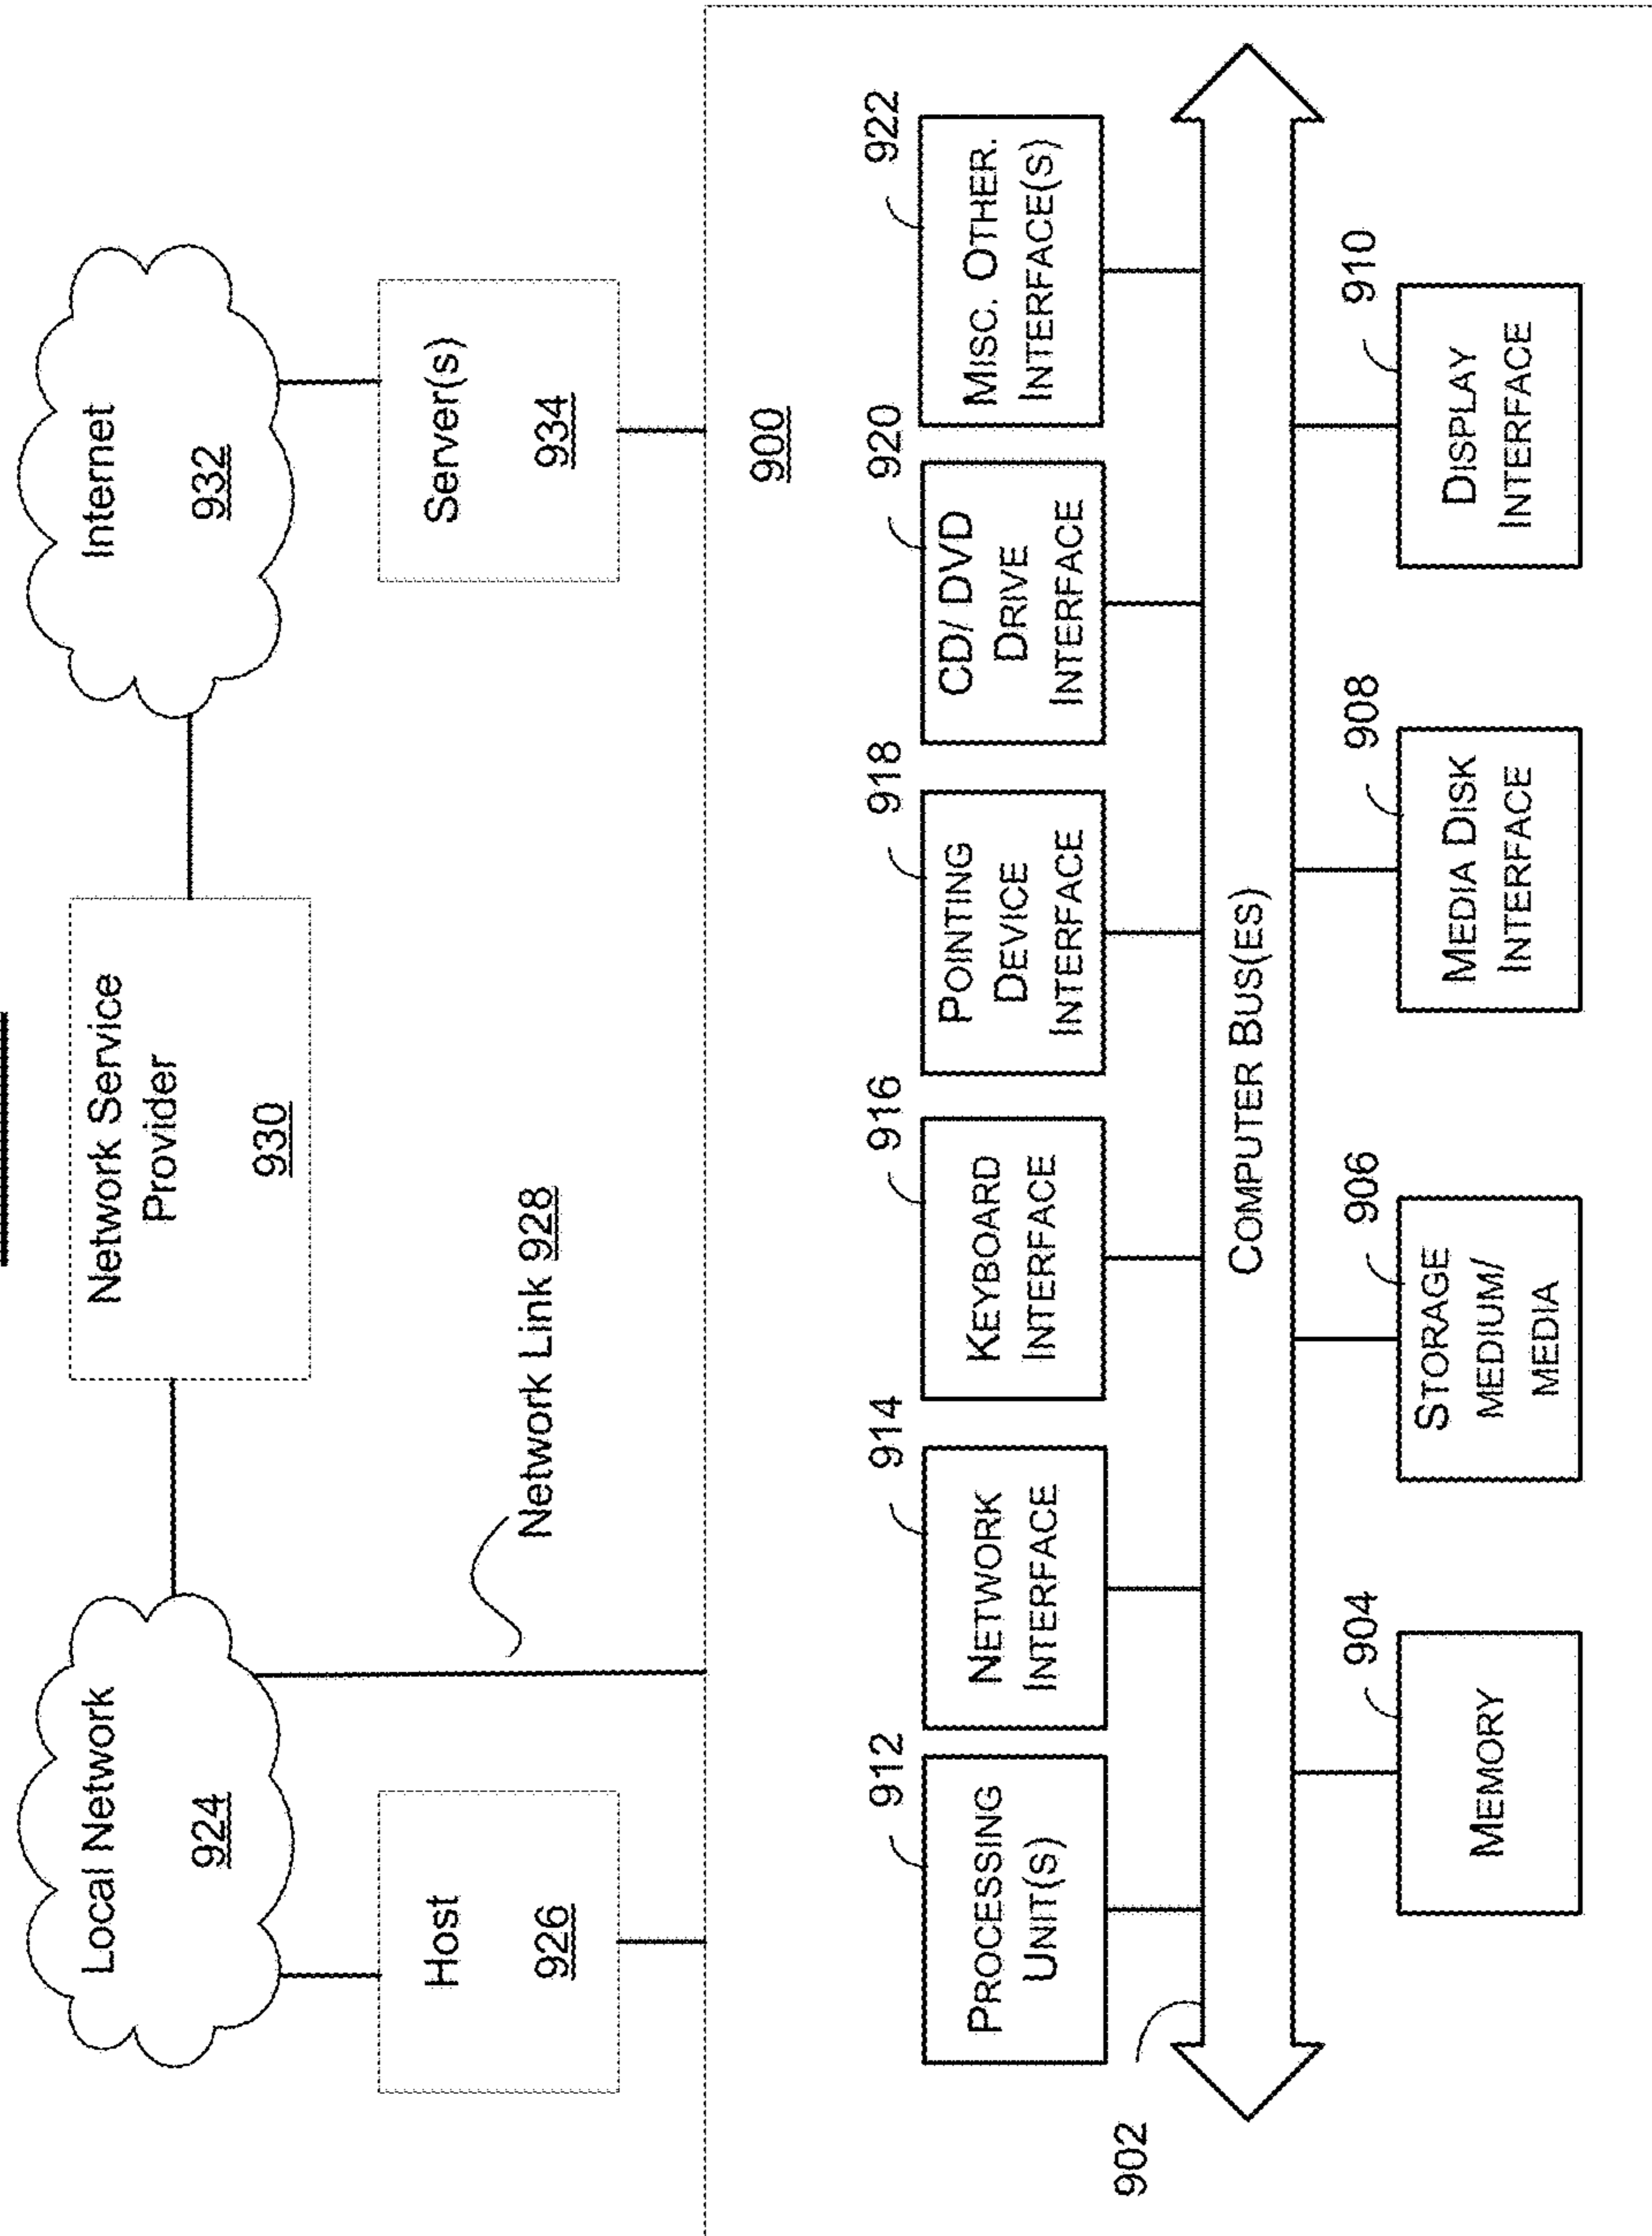 Local Network
924
Network Service
Provider
930
Internet
932
Host
926
Network Link 928
Server(s)
934
900
912
914
916
918
920
922
PROCESSING
UNIT(S)
NETWORK
INTERFACE
KEYBOARD
INTERFACE
POINTING
DEVICE
INTERFACE
CD/ DVD
DRIVE
INTERFACE
MISC. OTHER.
INTERFACE(S)
902
COMPUTER BUS(ES)
904
906
908
910
MEMORY
STORAGE
MEDIUM/
MEDIA
MEDIA DISK
INTERFACE
DISPLAY
INTERFACE